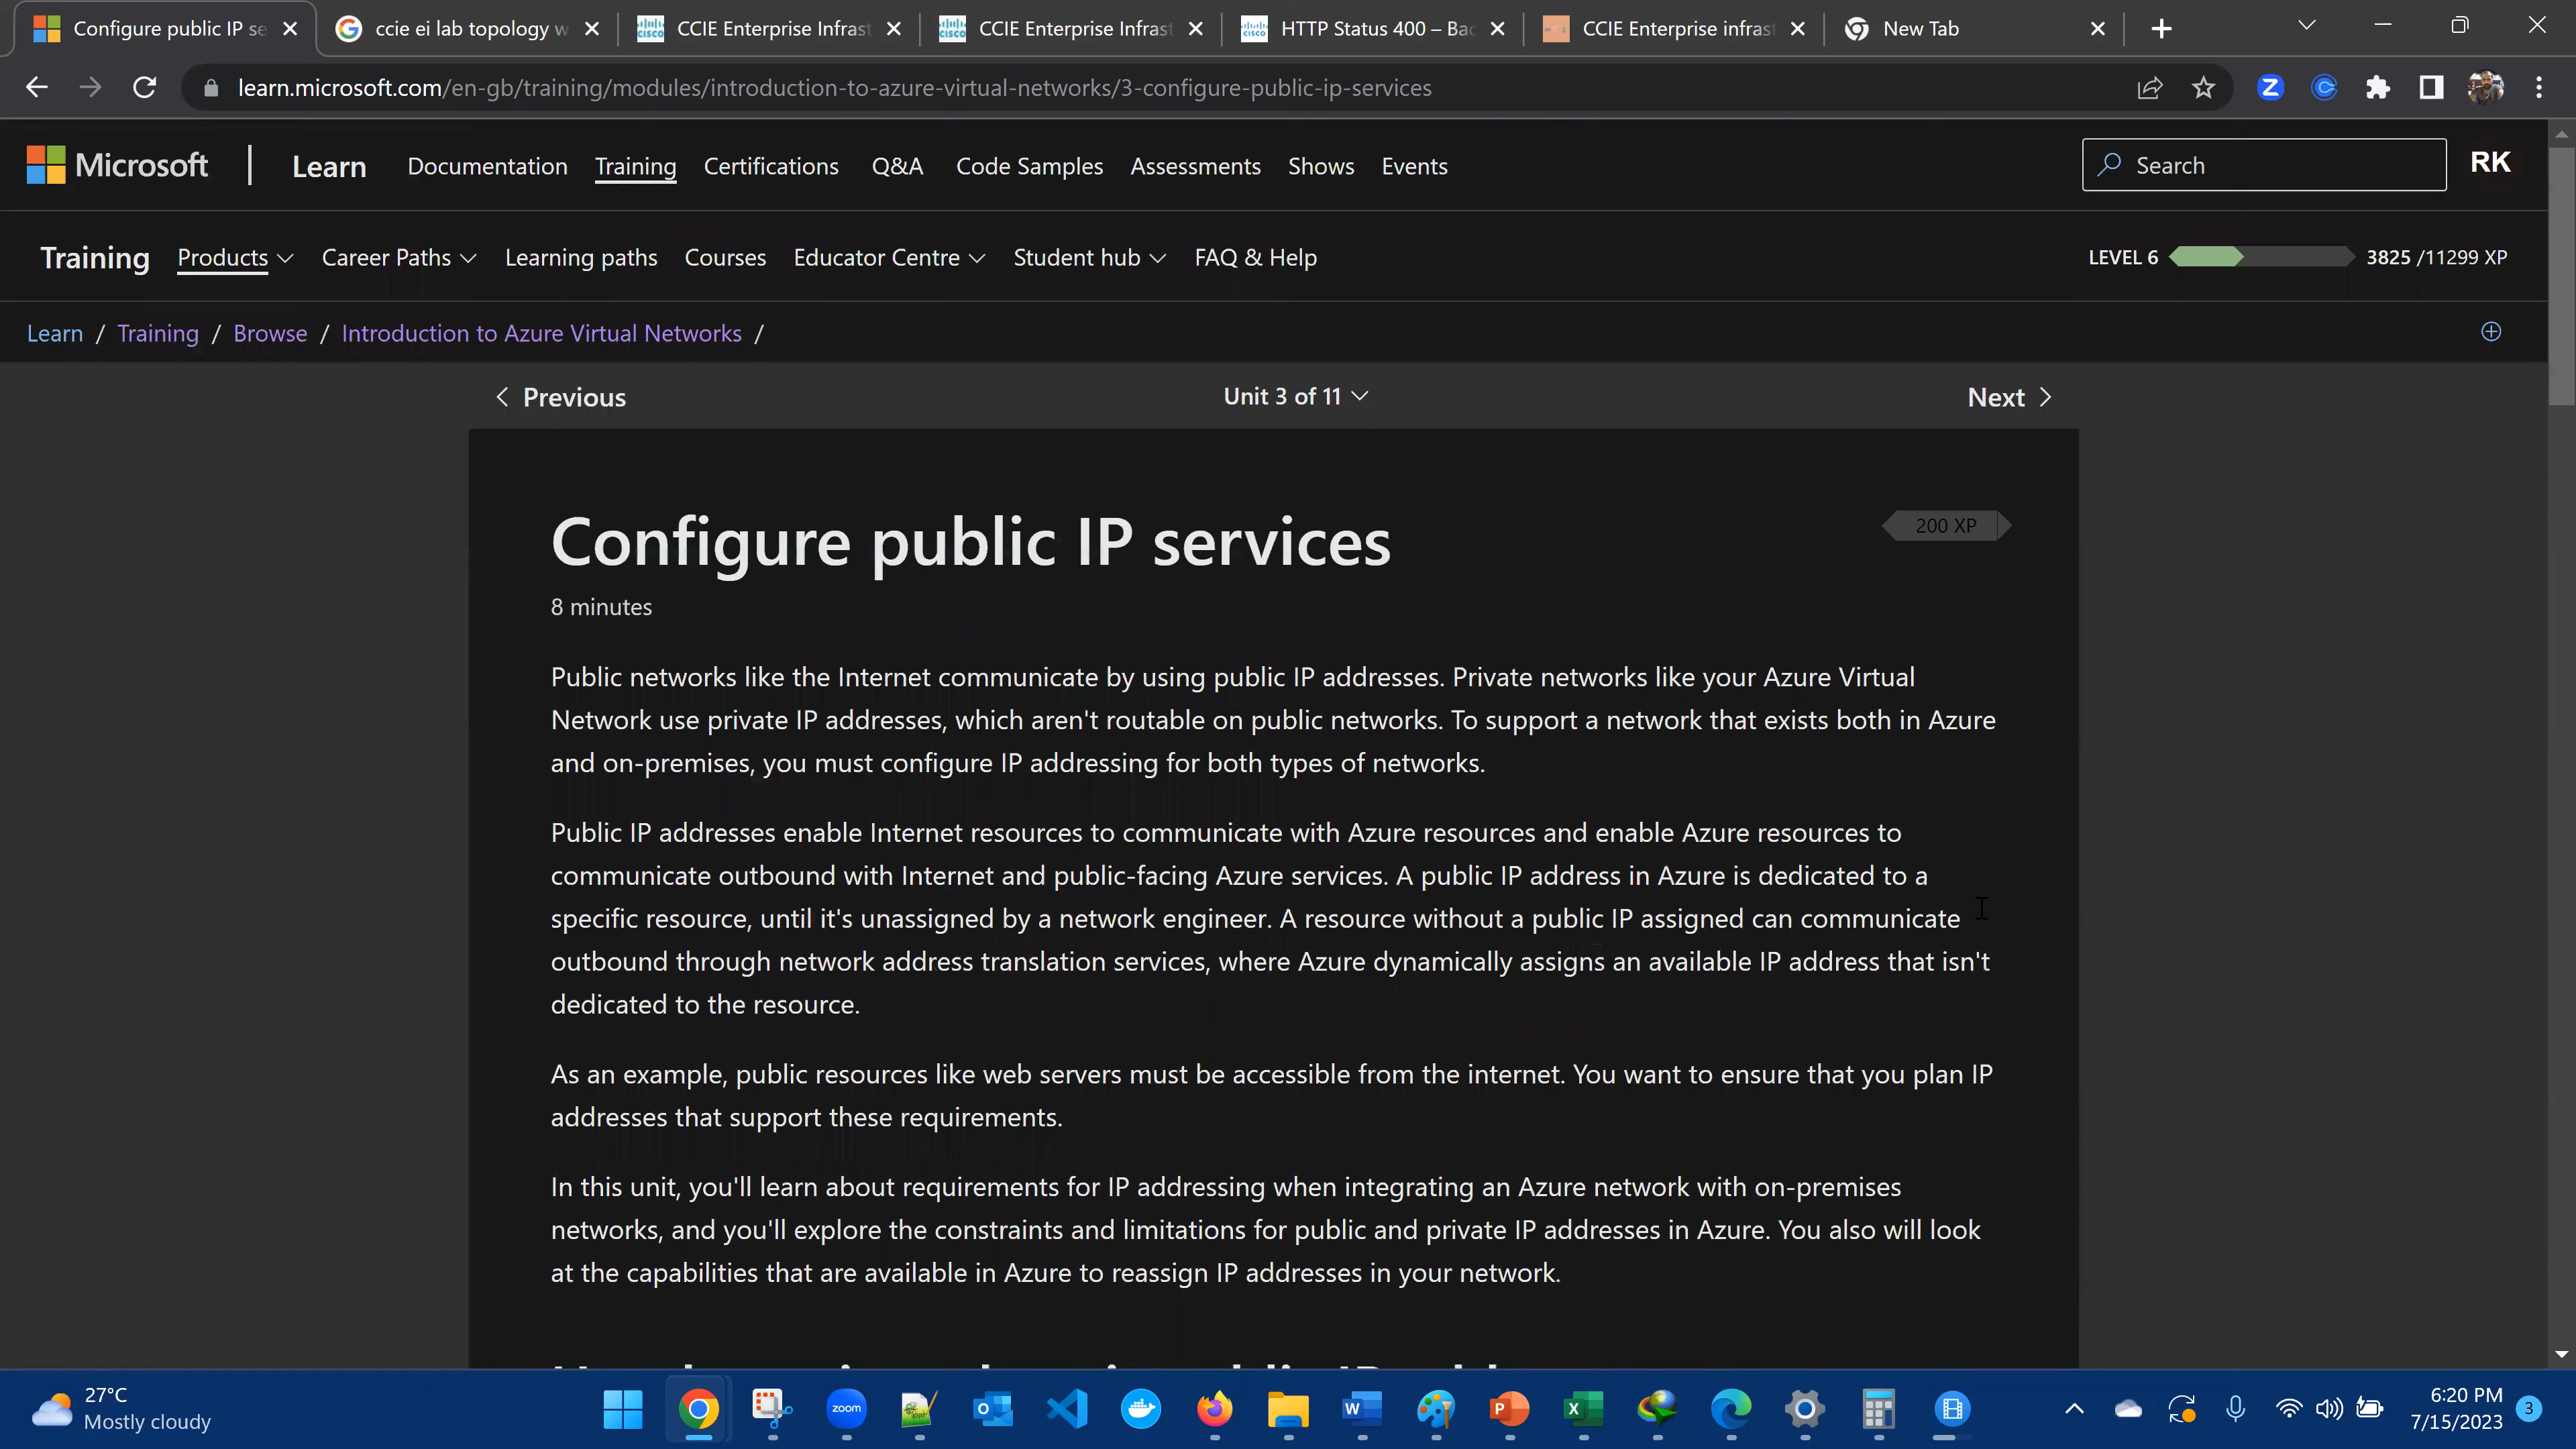 Configure public IP se
ccie ei lab topology w
CCIE Enterprise Infrast
CCIE Enterprise Infrast
HTTP Status 400 – Bad
CCIE Enterprise infrast
New Tab
learn.microsoft.com/en-gb/training/modules/introduction-to-azure-virtual-networks/3-configure-public-ip-services
Microsoft
Learn
Documentation
Training
Certifications
Q&A
Code Samples
Assessments
Shows
Events
Search
RK
Training
Products
Career Paths
Learning paths
Courses
Educator Centre
Student hub
FAQ & Help
LEVEL 6
3825 /11299 XP
Learn / Training / Browse / Introduction to Azure Virtual Networks /
Previous
Unit 3 of 11
Next
Configure public IP services
200 XP
8 minutes
Public networks like the Internet communicate by using public IP addresses. Private networks like your Azure Virtual
Network use private IP addresses, which aren't routable on public networks. To support a network that exists both in Azure
and on-premises, you must configure IP addressing for both types of networks.
Public IP addresses enable Internet resources to communicate with Azure resources and enable Azure resources to
communicate outbound with Internet and public-facing Azure services. A public IP address in Azure is dedicated to a
specific resource, until it's unassigned by a network engineer. A resource without a public IP assigned can communicate
outbound through network address translation services, where Azure dynamically assigns an available IP address that isn't
dedicated to the resource.
As an example, public resources like web servers must be accessible from the internet. You want to ensure that you plan IP
addresses that support these requirements.
In this unit, you'll learn about requirements for IP addressing when integrating an Azure network with on-premises
networks, and you'll explore the constraints and limitations for public and private IP addresses in Azure. You also will look
at the capabilities that are available in Azure to reassign IP addresses in your network.
27°C
Mostly cloudy
zoom
6:20 PM
7/15/2023
3